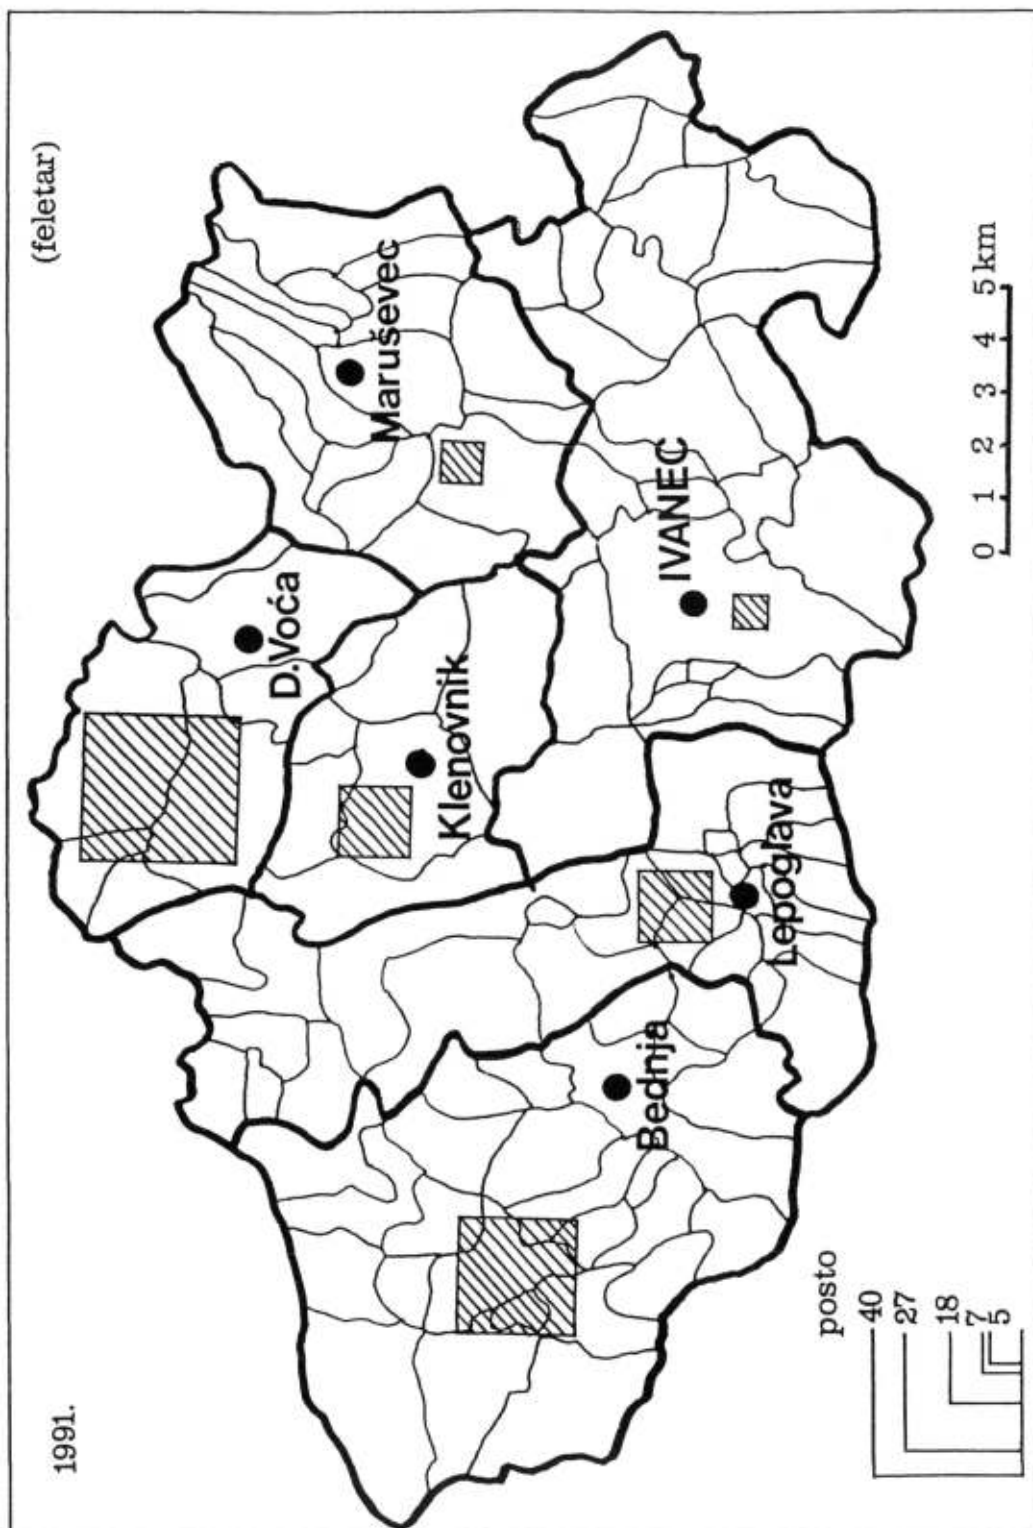 1991.
(feletar)
D.Voća
Maruševec
Klenovnik
Bednja
Lepoglava
IVANEC
posto
40
27
18
7
5
0 1 2 3 4 5 km